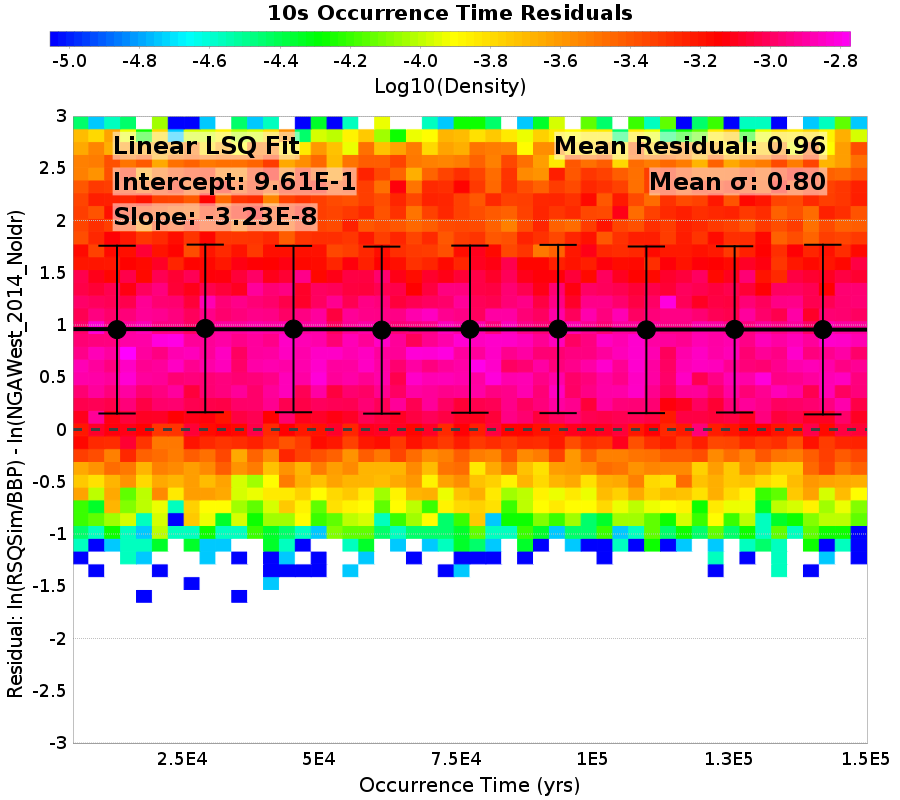 10s Occurrence Time Residuals
-5.0 -4.8 -4.6 -4.4 -4.2 -4.0 -3.8 -3.6 -3.4 -3.2 -3.0 -2.8
Log10(Density)
Residual: ln(RSQSim/BBP) - ln(NGAWest_2014_NoIdr)
3
2.5
2
1.5
1
0.5
0
-0.5
-1
-1.5
-2
-2.5
-3
Linear LSQ Fit
Intercept: 9.61E-1
Slope: -3.23E-8
Mean Residual: 0.96
Mean σ: 0.80
2.5E4 5E4 7.5E4 1E5 1.3E5 1.5E5
Occurrence Time (yrs)